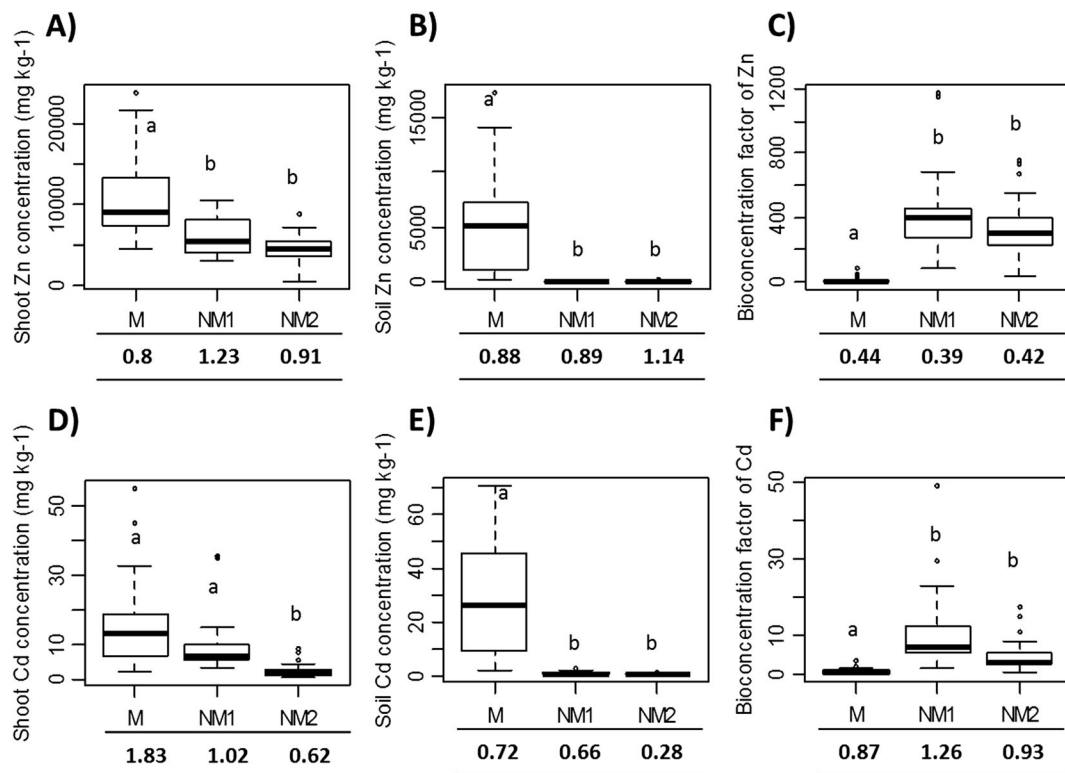 A)
Shoot Zn concentration (mg kg-1)
0 10000 20000
a
b
b
M NM1 NM2
0.8 1.23 0.91
B)
Soil Zn concentration (mg kg-1)
0 5000 15000
a
b
b
M NM1 NM2
0.88 0.89 1.14
C)
Bioconcentration factor of Zn
0 400 800 1200
a
b
b
M NM1 NM2
0.44 0.39 0.42
D)
Shoot Cd concentration (mg kg-1)
0 10 30 50
a
a
b
M NM1 NM2
1.83 1.02 0.62
E)
Soil Cd concentration (mg kg-1)
0 20 40 60
a
b
b
M NM1 NM2
0.72 0.66 0.28
F)
Bioconcentration factor of Cd
0 10 30 50
a
b
b
M NM1 NM2
0.87 1.26 0.93